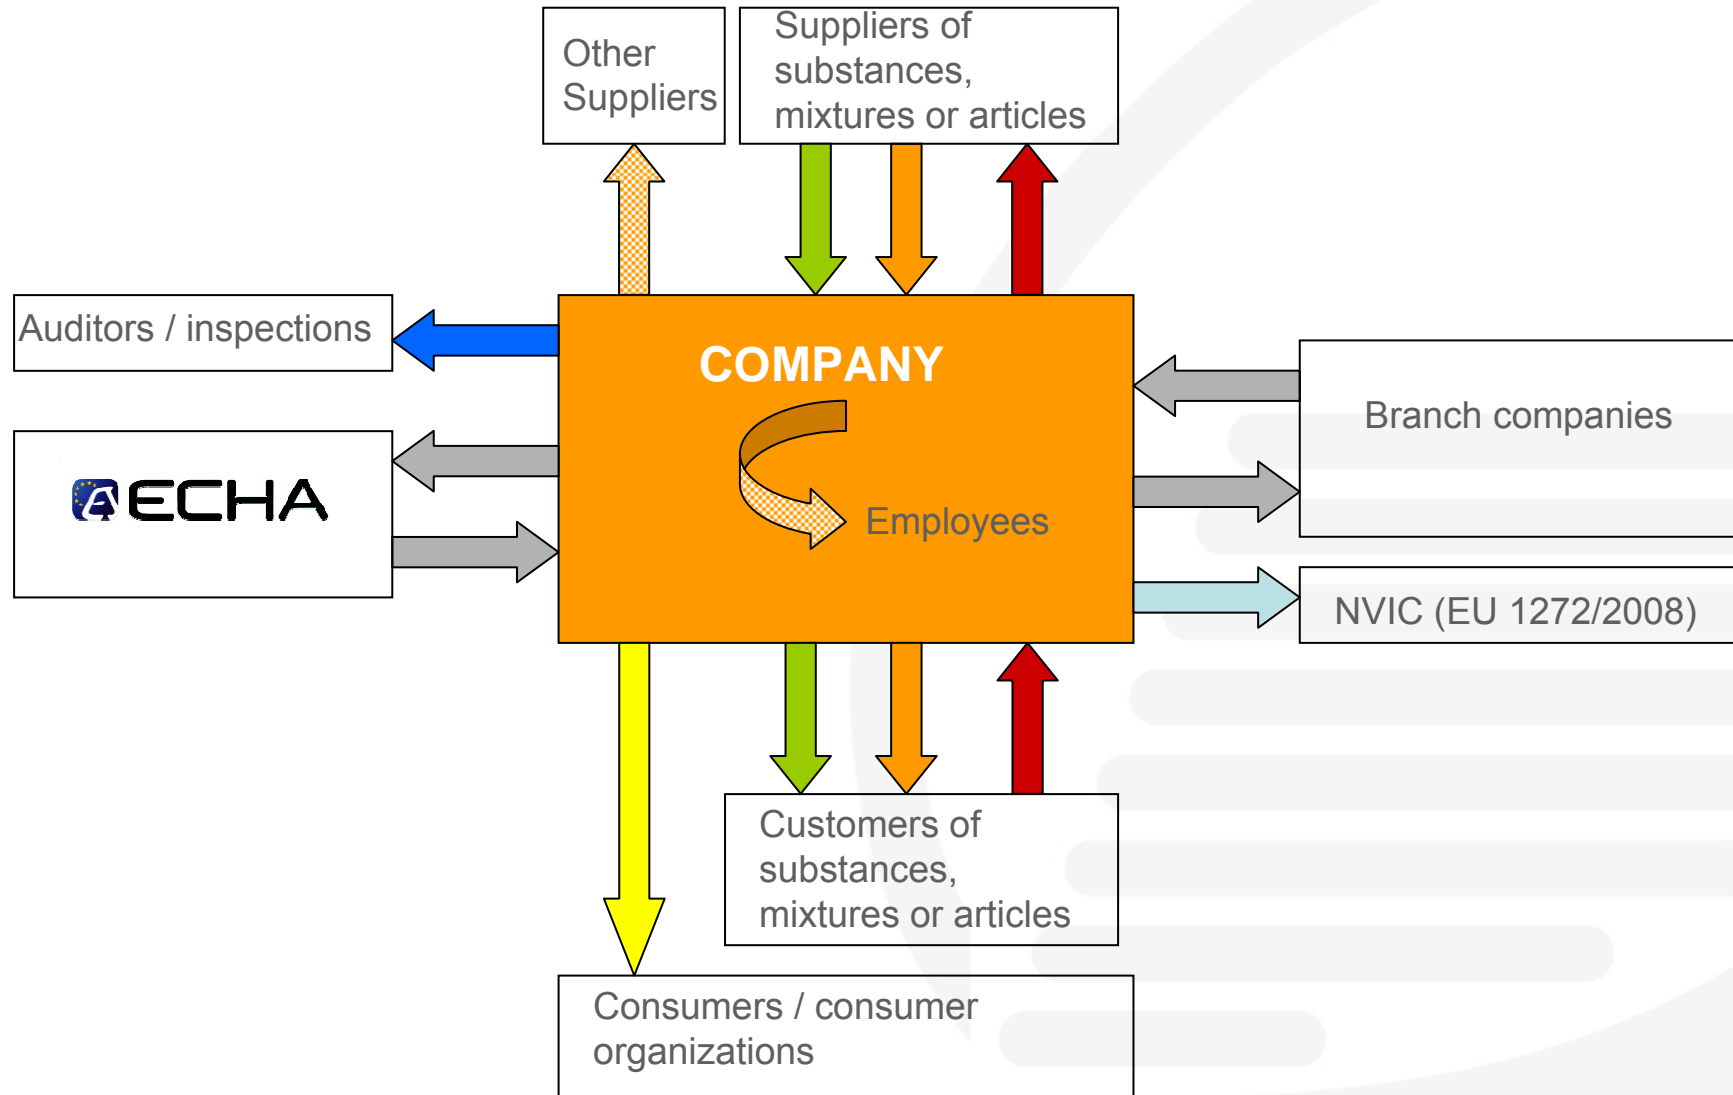 Other
Suppliers
Suppliers of
substances,
mixtures or articles
Auditors / inspections
COMPANY
Branch companies
ECHA
Employees
NVIC (EU 1272/2008)
Customers of
substances,
mixtures or articles
Consumers / consumer
organizations